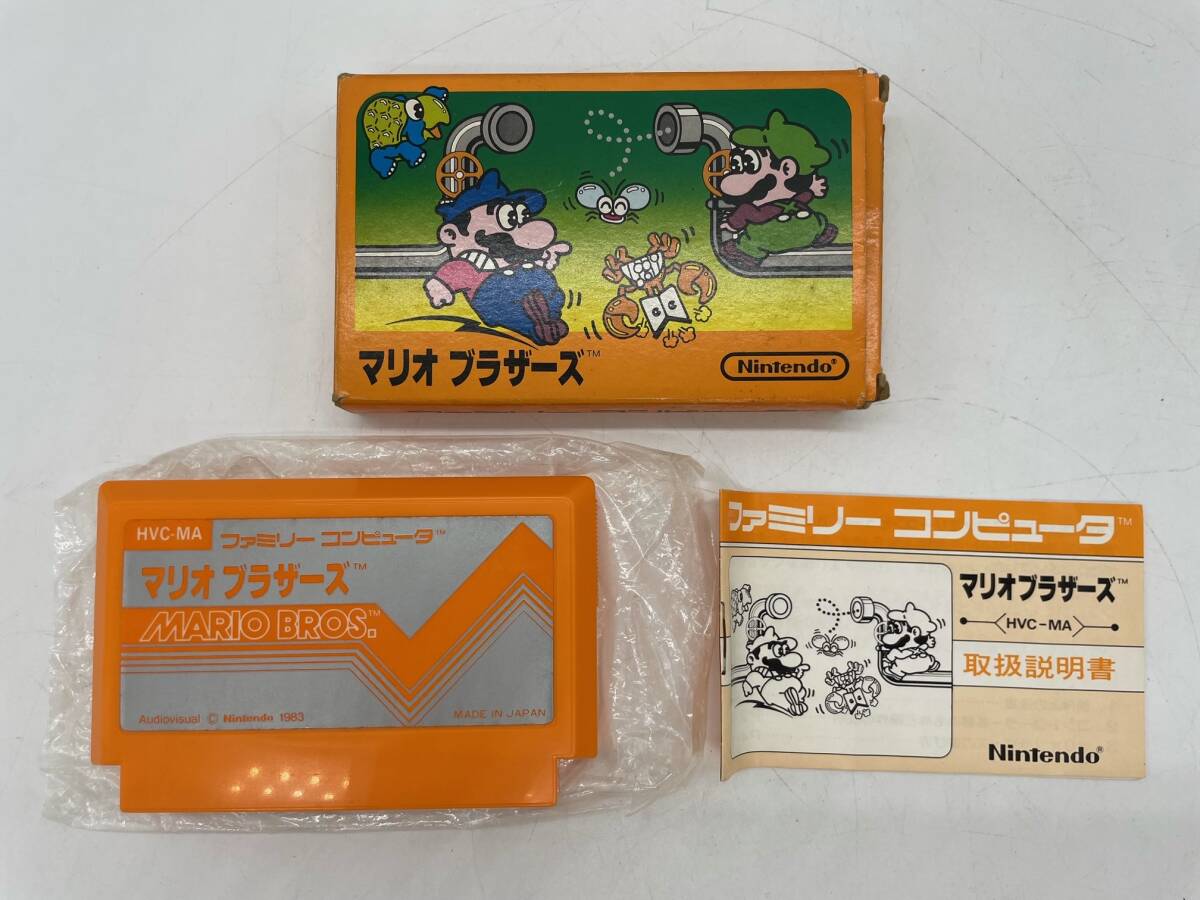 マリオ ブラザーズ™
Nintendo®
HVC-MA
ファミリー コンピュータ™
マリオ ブラザーズ™
MARIO BROS.™
Audiovisual © Nintendo 1983
MADE IN JAPAN
ファミリー コンピュータ™
マリオブラザーズ™
HVC-MA
取扱説明書
Nintendo®